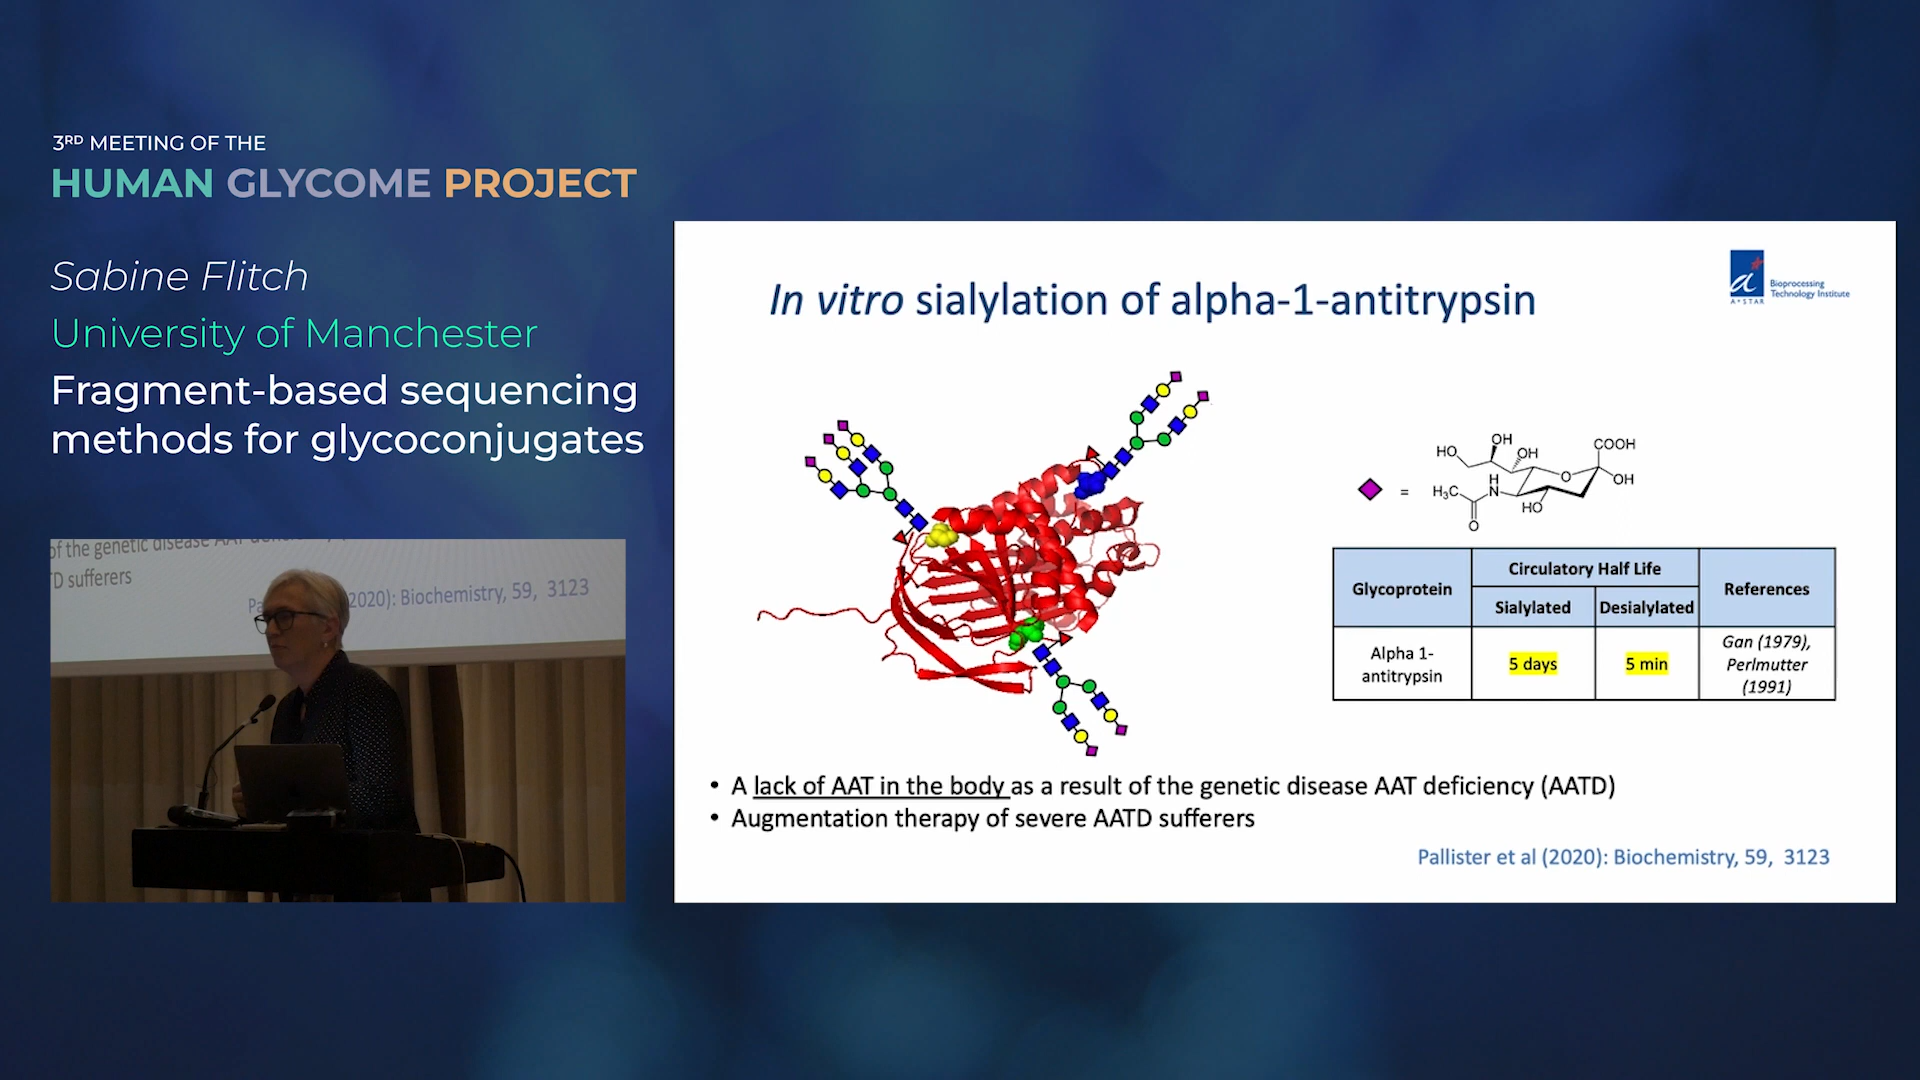 3RD MEETING OF THE
HUMAN GLYCOME PROJECT
Sabine Flitch
University of Manchester
Fragment-based sequencing
methods for glycoconjugates
of the genetic disease AAT
TD sufferers
2020): Biochemistry, 59, 3123
In vitro sialylation of alpha-1-antitrypsin
a
A*STAR
Bioprocessing
Technology Institute
=
HO
OH
OH
COOH
O
OH
H
N
H₃C
O
HO
Glycoprotein
Circulatory Half Life
Sialylated
Desialylated
References
Alpha 1-
antitrypsin
5 days
5 min
Gan (1979),
Perlmutter
(1991)
• A lack of AAT in the body as a result of the genetic disease AAT deficiency (AATD)
• Augmentation therapy of severe AATD sufferers
Pallister et al (2020): Biochemistry, 59, 3123